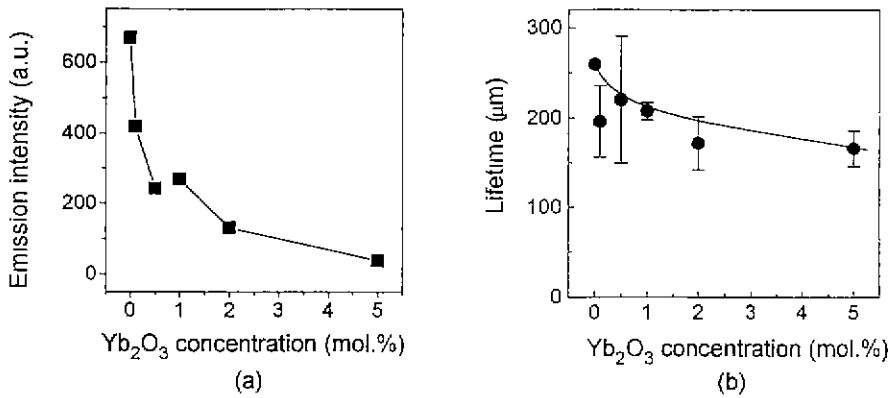 Emission intensity (a.u.)
600
400
200
0
0 1 2 3 4 5
Yb2O3 concentration (mol.%)
(a)
Lifetime (μm)
300
200
100
0
0 1 2 3 4 5
Yb2O3 concentration (mol.%)
(b)